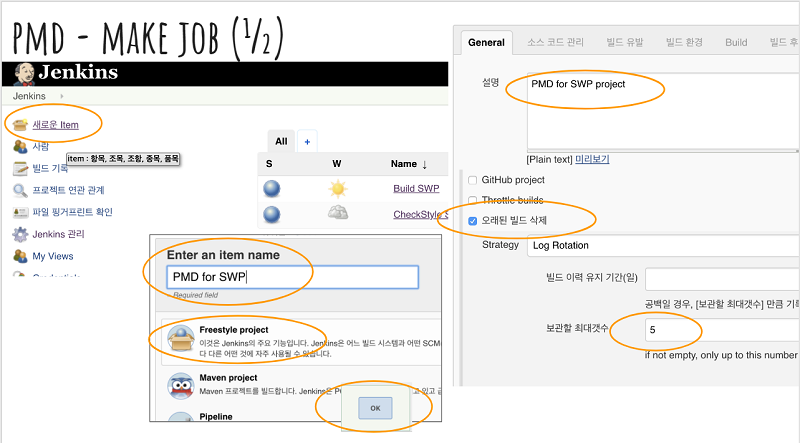 PMD - MAKE JOB (1/2)
Jenkins
Jenkins
새로운 Item
사람
item : 항목, 조목, 조항, 종목, 품목
빌드 기록
프로젝트 연관 관계
파일 핑거프린트 확인
Jenkins 관리
My Views
All +
S W Name ↓
Build SWP
CheckStyle S
Enter an item name
PMD for SWP
» Required field
Freestyle project
이것은 Jenkins의 주요 기능입니다. Jenkins은 어느 빌드 시스템과 어떤 SCM
다 다른 어떤 것에 자주 사용될 수 있습니다.
Maven project
Maven 프로젝트를 빌드합니다. Jenkins은 P
고 있고 급
Pipeline
OK
General 소스 코드 관리 빌드 유발 빌드 환경 Build 빌드 후
설명
PMD for SWP project
[Plain text] 미리보기
GitHub project
Throttle builds
오래된 빌드 삭제
Strategy Log Rotation
빌드 이력 유지 기간(일)
공백일 경우, [보관할 최대갯수] 만큼 기록
보관할 최대갯수 5
if not empty, only up to this number